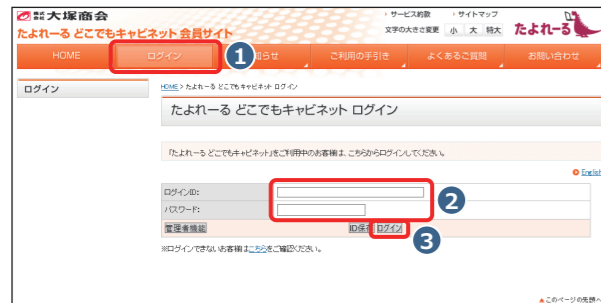 株式会社 大塚商会
サービス約款 サイトマップ
たよれーる どこでもキャビネット 会員サイト
文字の大きさ変更 小 大 特大
たよれーる
HOME ログイン 1 知らせ ご利用の手引き よくあるご質問 お問い合わせ
ログイン
HOME > たよれーる どこでもキャビネット ログイン
たよれーる どこでもキャビネット ログイン
「たよれーる どこでもキャビネット」をご利用中のお客様は、こちらからログインしてください。
English
ログインID:
パスワード:
2
管理者機能 ID保存 ログイン
3
※ログインできないお客様はこちらをご確認ください。
▲このページの先頭へ